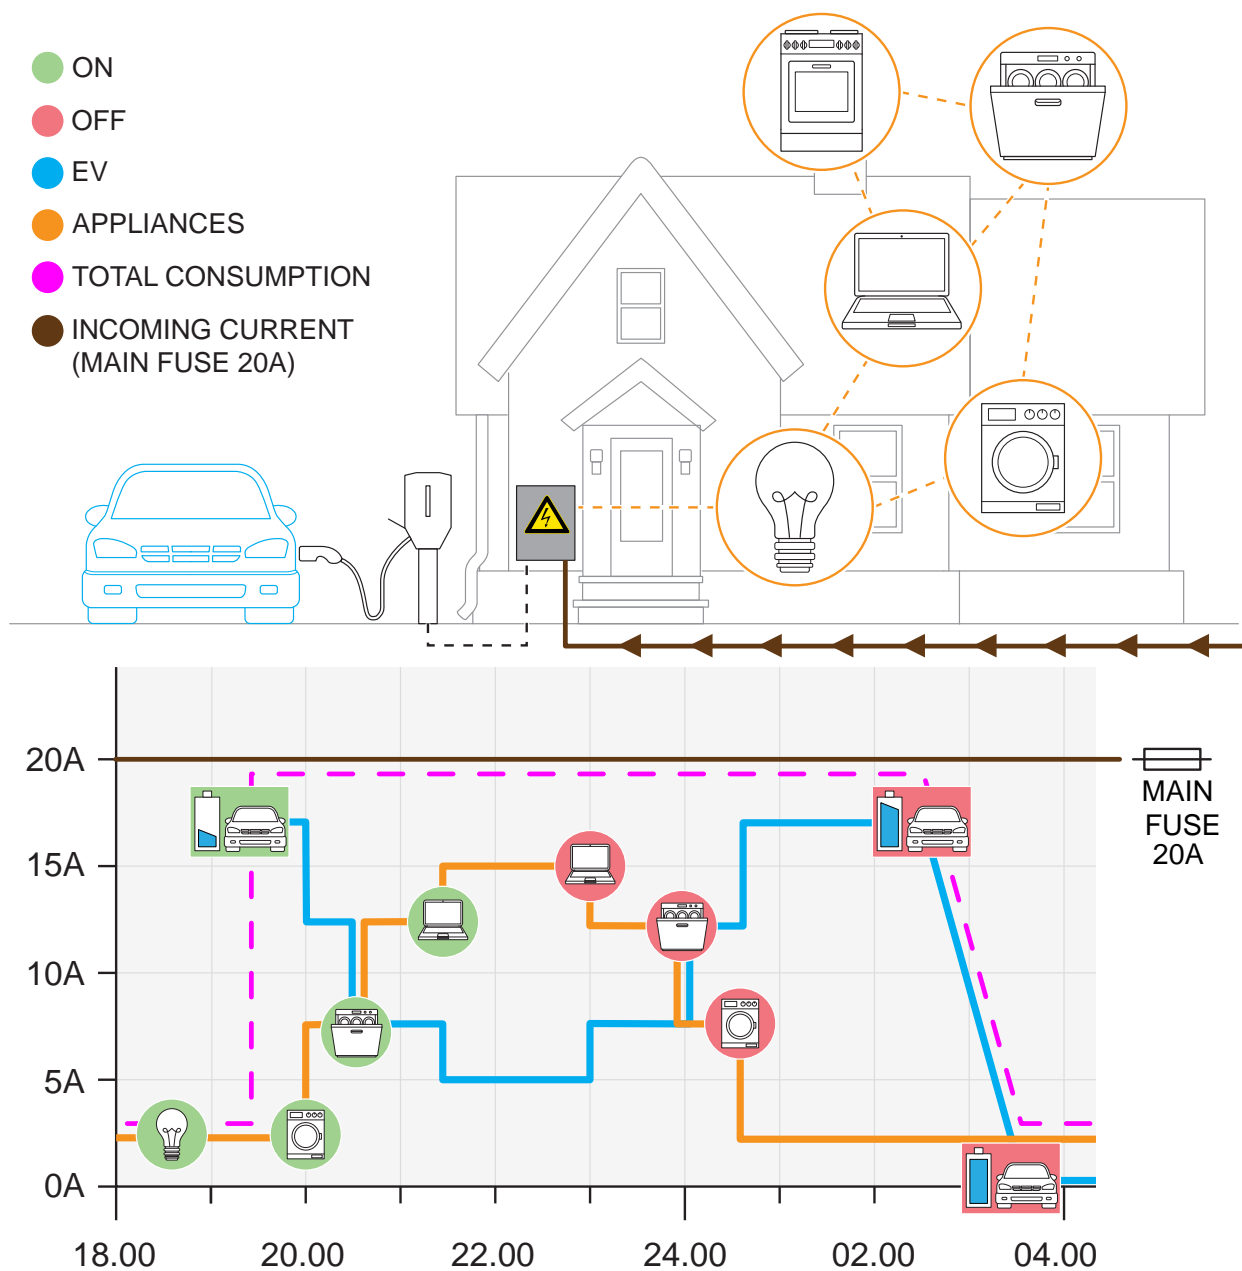 ON
OFF
EV
APPLIANCES
TOTAL CONSUMPTION
INCOMING CURRENT
(MAIN FUSE 20A)
20A
15A
10A
5A
0A
MAIN
FUSE
20A
18.00 20.00 22.00 24.00 02.00 04.00